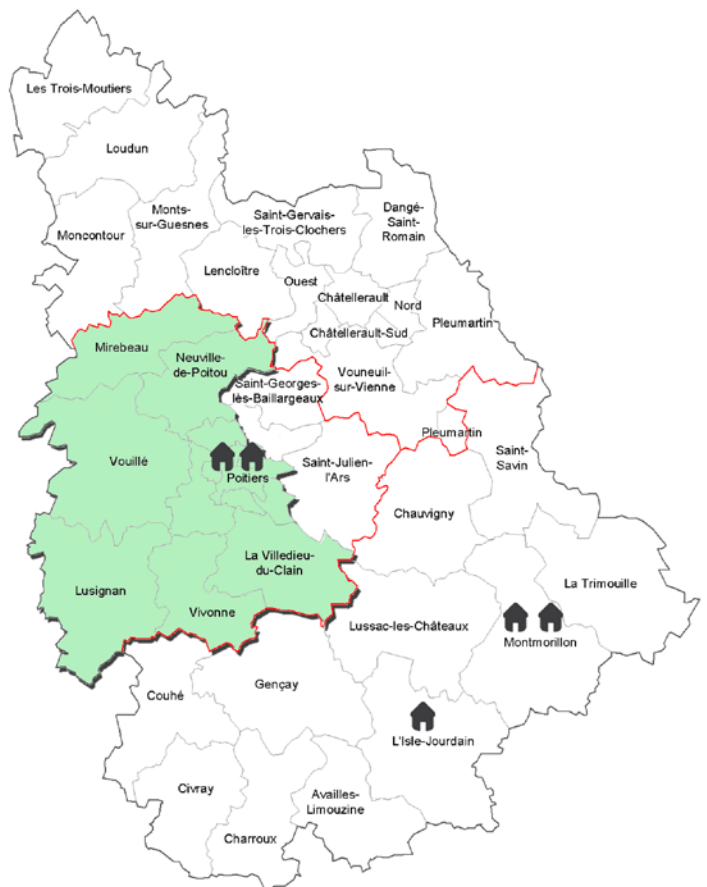 Les Trois-Moutiers
Loudun
Monts-
sur-Guesnes
Saint-Gervais-
les-Trois-Clochers
Dangé-
Saint-
Romain
Moncontour
Lencloître
Ouest
Châtellerault
Nord
Pleumartin
Châtellerault-Sud
Mirebeau
Neuville-
de-Poitou
Vouneuil-
sur-Vienne
Saint-Georges-
lès-Baillargeaux
Pleumartin
Saint-
Savin
Vouillé
Poitiers
Saint-Julien-
l'Ars
Chauvigny
La Villedieu-
du-Clain
Lusignan
Vivonne
La Trimouille
Lussac-les-Châteaux
Montmorillon
Gençay
Couhé
L'Isle-Jourdain
Civray
Availles-
Limouzine
Charroux